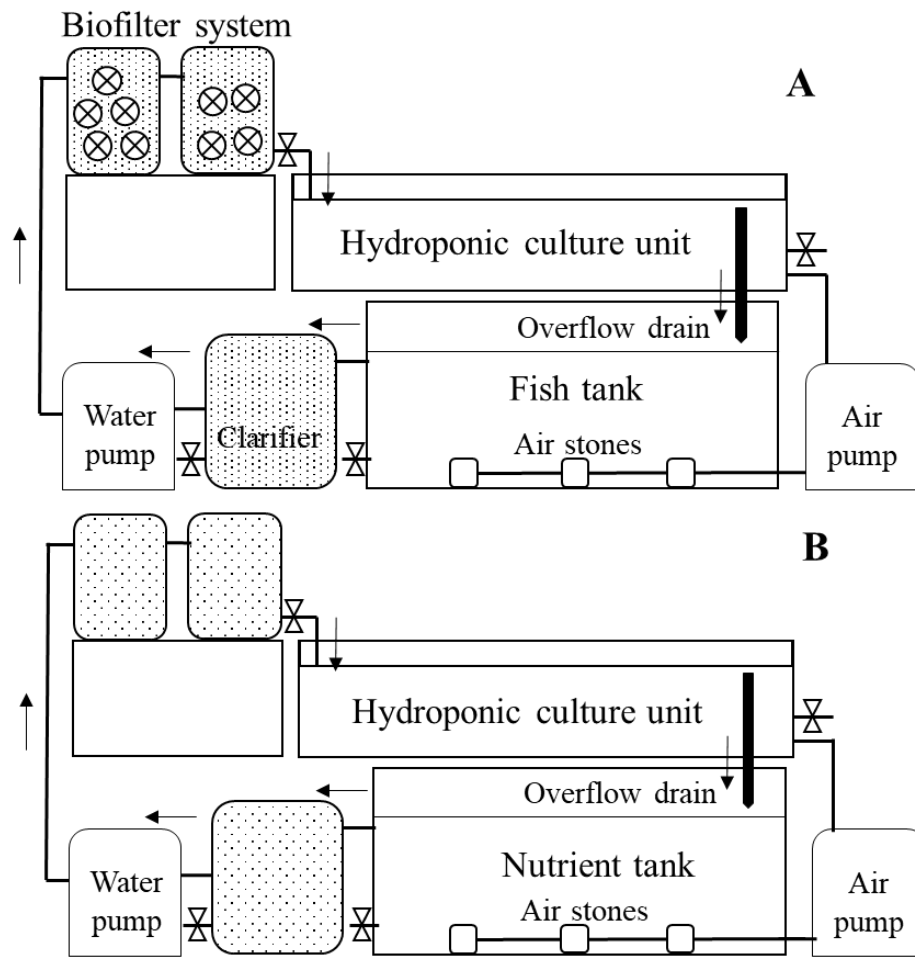 Biofilter system
A
Hydroponic culture unit
Overflow drain
Fish tank
Water
pump
Clarifier
Air stones
Air
pump
B
Hydroponic culture unit
Overflow drain
Nutrient tank
Water
pump
Air stones
Air
pump